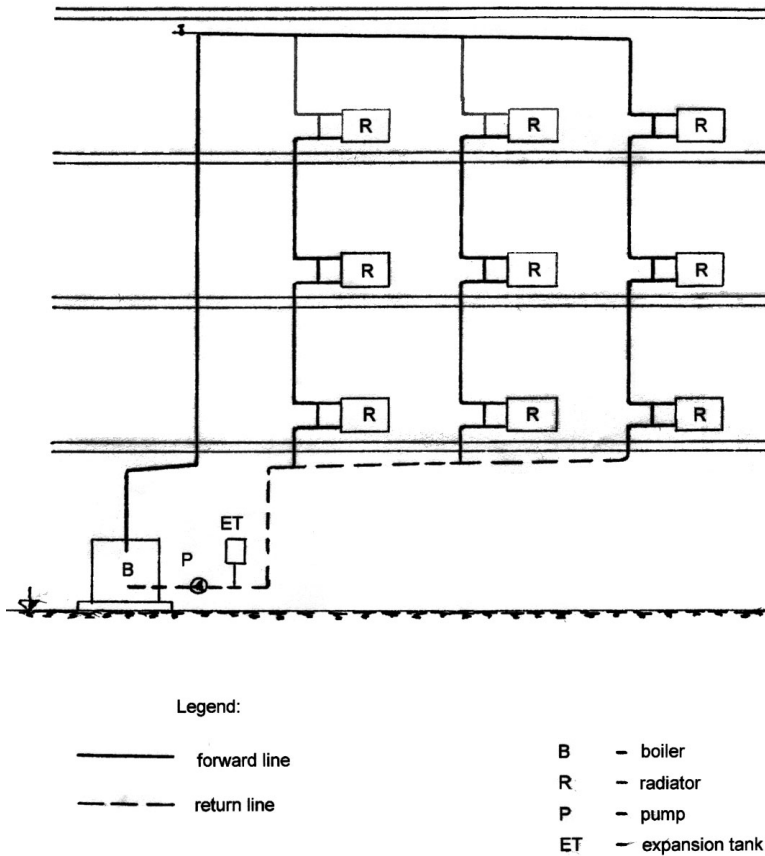 R R R
R R R
R R R
ET
P
B
Legend:
forward line
return line
B - boiler
R - radiator
P - pump
ET - expansion tank